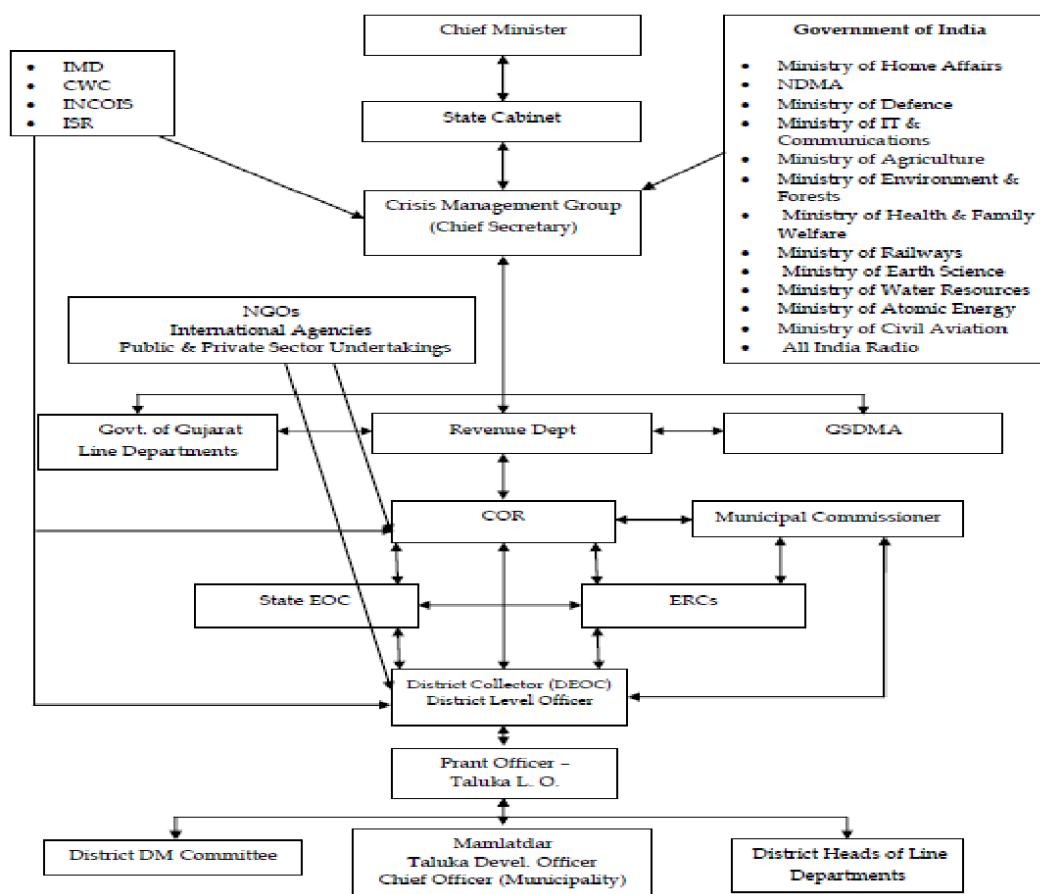 Chief Minister
State Cabinet
Crisis Management Group
(Chief Secretary)
• IMD
• CWC
• INCOIS
• ISR
Government of India
• Ministry of Home Affairs
• NDMA
• Ministry of Defence
• Ministry of IT &
Communications
• Ministry of Agriculture
• Ministry of Environment &
Forests
• Ministry of Health & Family
Welfare
• Ministry of Railways
• Ministry of Earth Science
• Ministry of Water Resources
• Ministry of Atomic Energy
• Ministry of Civil Aviation
• All India Radio
NGOs
International Agencies
Public & Private Sector Undertakings
Govt. of Gujarat
Line Departments
Revenue Dept
GSDMA
COR
Municipal Commissioner
State EOC
ERCs
District Collector (DEOC)
District Level Officer
Prant Officer –
Taluka L. O.
District DM Committee
Mamlatdar
Taluka Devel. Officer
Chief Officer (Municipality)
District Heads of Line
Departments